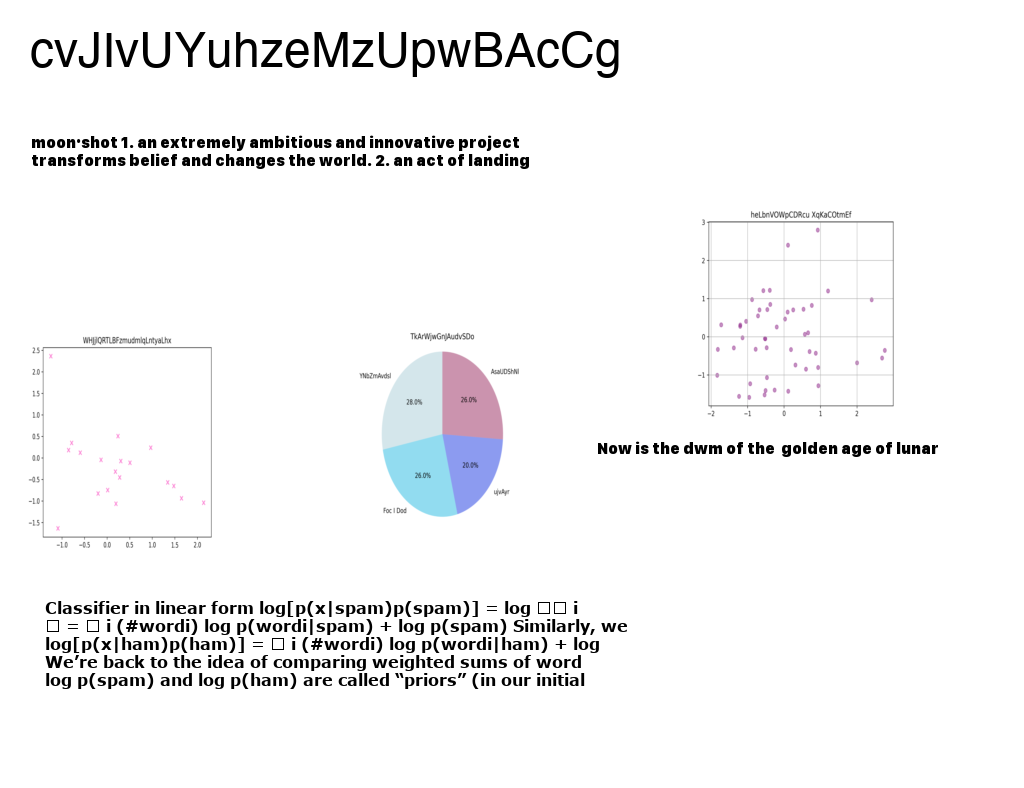 cvJIvUYuhzeMzUpwBAcCg
moon·shot 1. an extremely ambitious and innovative project
transforms belief and changes the world. 2. an act of landing
heLbnVOWpCDRcu XqKaCOtmEf
3
2
1
0
−1
−2 −1 0 1 2
Now is the dwm of the golden age of lunar
WHJjlQRTLBFzmudmlqLntyaLhx
2.5
2.0
1.5
1.0
0.5
0.0
−0.5
−1.0
−1.5
−1.0 −0.5 0.0 0.5 1.0 1.5 2.0
TkArWjwGnJAudvSDo
YNbZmAvdsl
AsaUDShNl
28.0%
26.0%
20.0%
26.0%
ujvAyr
Foc l Dod
Classifier in linear form log[p(x|spam)p(spam)] = log □□ i
□ = □ i (#wordi) log p(wordi|spam) + log p(spam) Similarly, we
log[p(x|ham)p(ham)] = □ i (#wordi) log p(wordi|ham) + log
We’re back to the idea of comparing weighted sums of word
log p(spam) and log p(ham) are called “priors” (in our initial